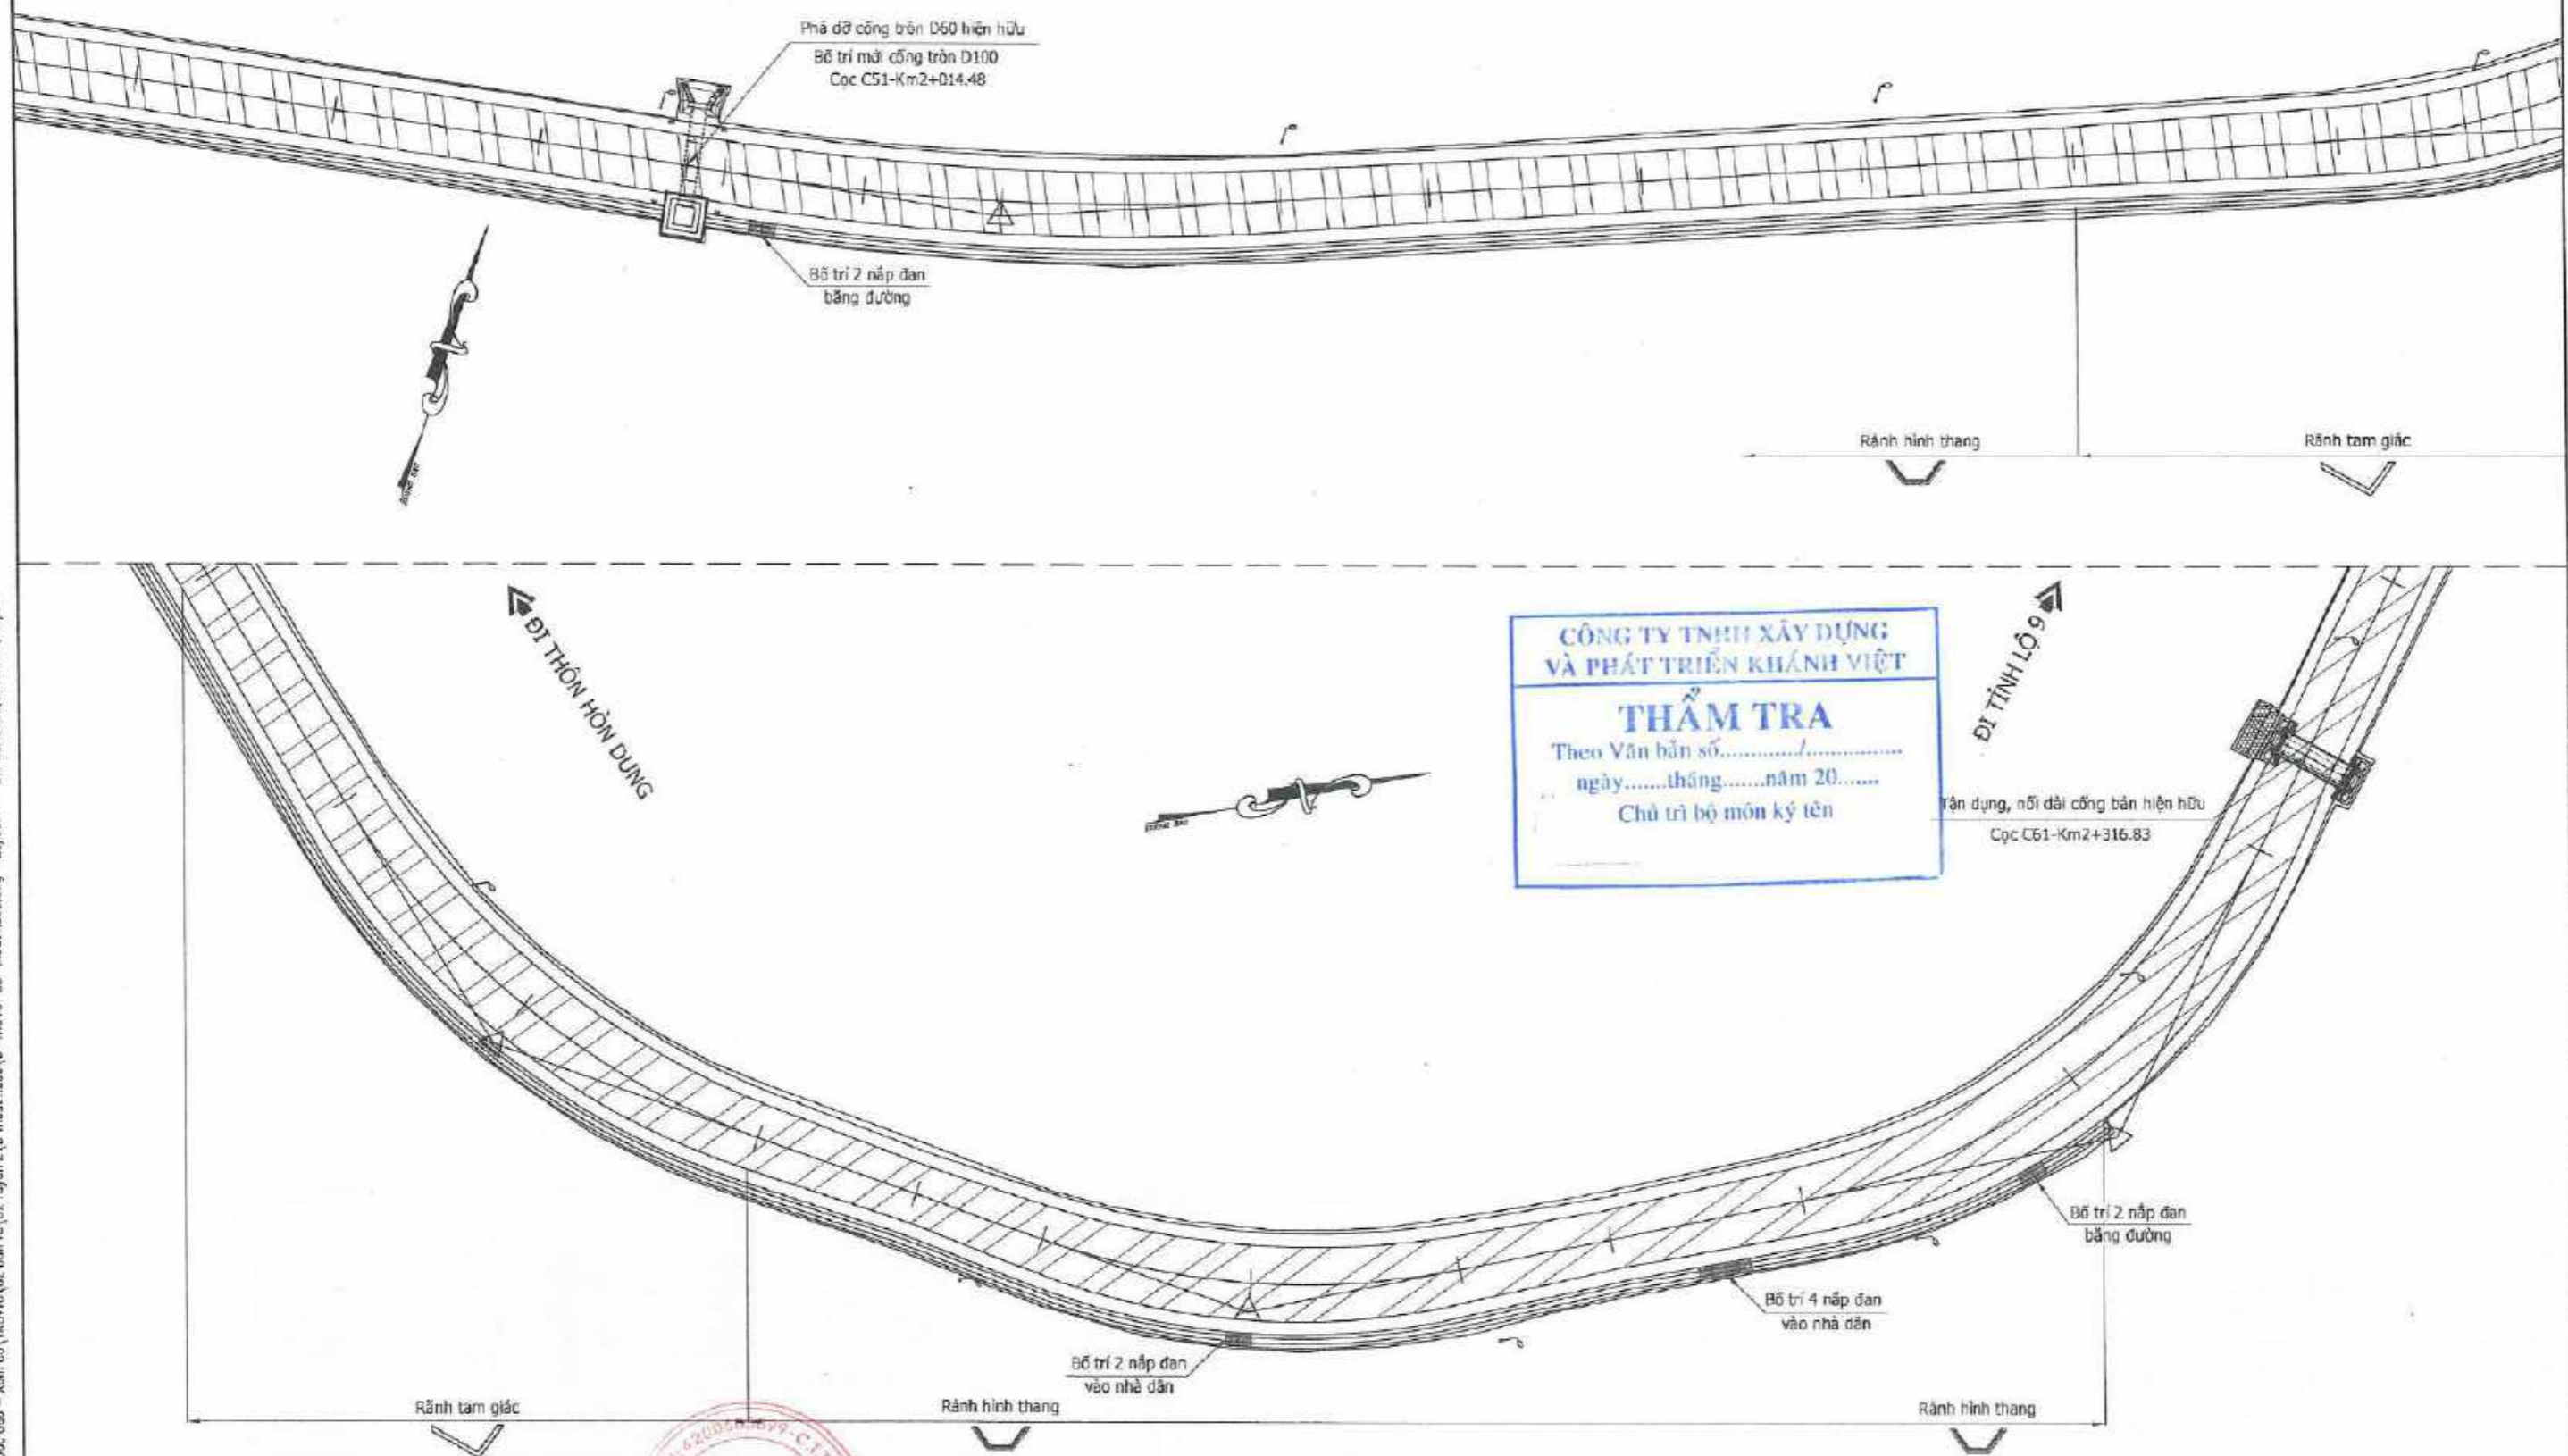 Phá dỡ cống tròn D60 hiện hữu
Bố trí mới cống tròn D100
Cọc C51-Km2+014.48
Bố trí 2 nắp đan
băng đường
Rãnh hình thang
Rãnh tam giác
ĐI THÔN HÒN DUNG
ĐI TỈNH LỘ 9
CÔNG TY TNHH XÂY DỰNG
VÀ PHÁT TRIỂN KHÁNH VIỆT
THẨM TRA
Theo Văn bản số............./................
ngày.......tháng.......năm 20.......
Chủ trì bộ môn ký tên
Tận dụng, nối dài cống bản hiện hữu
Cọc C61-Km2+316.83
Bố trí 2 nắp đan
băng đường
Bố trí 4 nắp đan
vào nhà dân
Bố trí 2 nắp đan
vào nhà dân
Rãnh tam giác
Rãnh hình thang
Rãnh hình thang